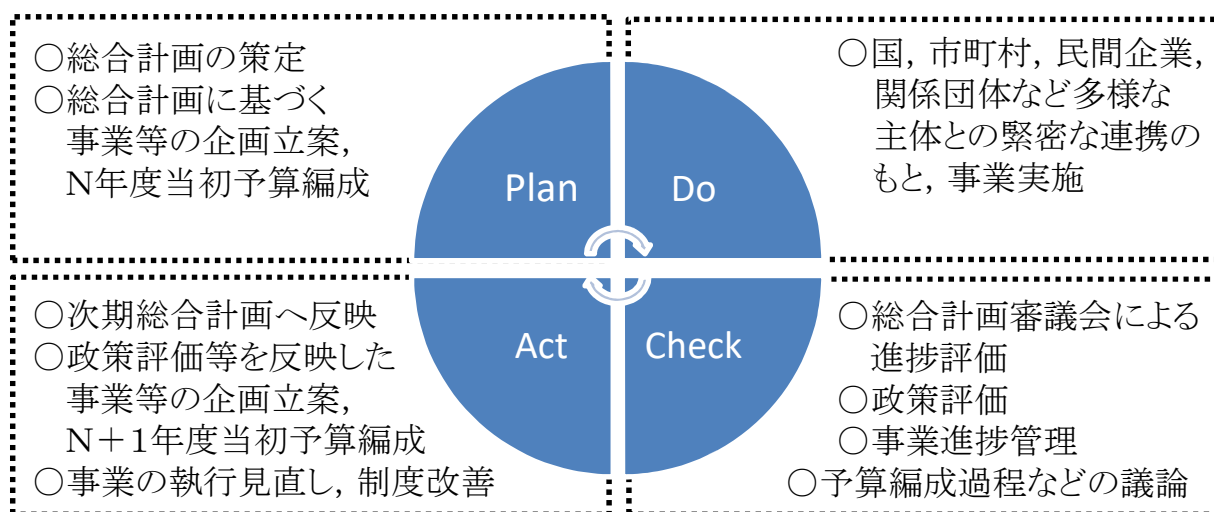 ○総合計画の策定
○総合計画に基づく
事業等の企画立案,
N年度当初予算編成
Plan
○国, 市町村, 民間企業,
関係団体など多様な
主体との緊密な連携の
もと, 事業実施
Do
○次期総合計画へ反映
○政策評価等を反映した
事業等の企画立案,
N+1年度当初予算編成
○事業の執行見直し, 制度改善
Act
Check
○総合計画審議会による
進捗評価
○政策評価
○事業進捗管理
○予算編成過程などの議論